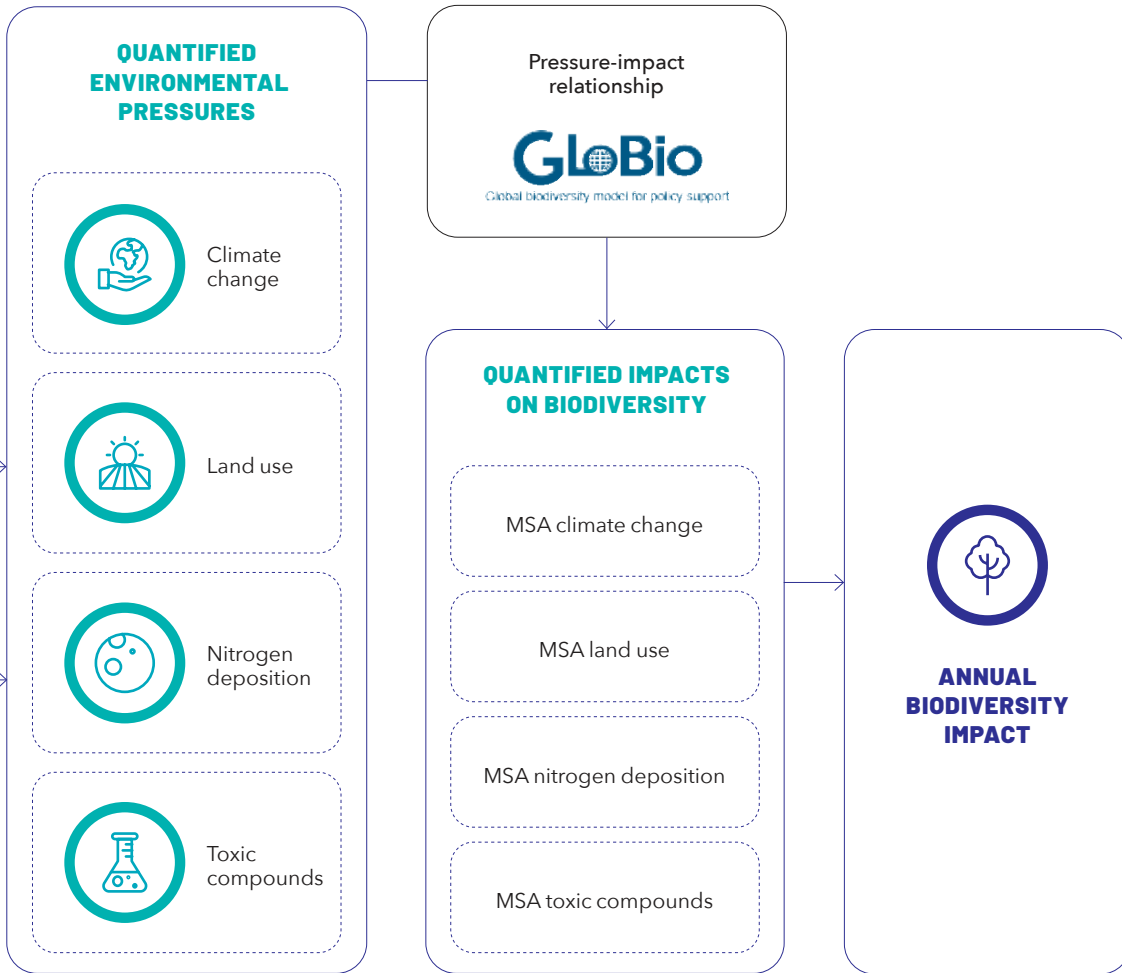 QUANTIFIED
ENVIRONMENTAL
PRESSURES
Climate
change
Land use
Nitrogen
deposition
Toxic
compounds
Pressure-impact
relationship
GLOBIO
Global biodiversity model for policy support
QUANTIFIED IMPACTS
ON BIODIVERSITY
MSA climate change
MSA land use
MSA nitrogen deposition
MSA toxic compounds
ANNUAL
BIODIVERSITY
IMPACT